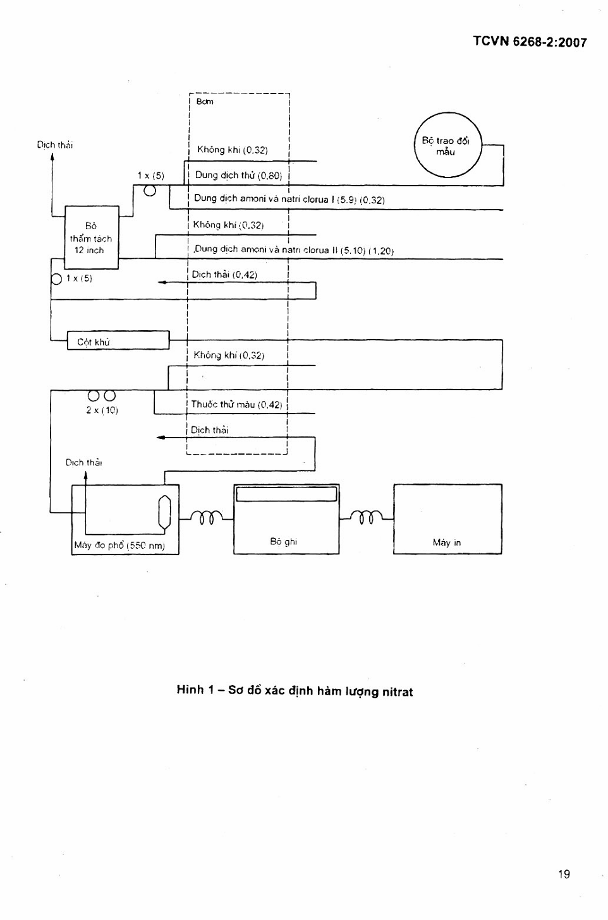 TCVN 6268-2:2007
Bơm
Dịch thải
Không khí (0,32)
Bộ trao đổi
mẫu
1 x (5)
Dung dịch thử (0,80)
Dung dịch amoni và natri clorua I (5.9) (0,32)
Bộ
thẩm tách
12 inch
Không khí (0,32)
Dung dịch amoni và natri clorua II (5.10) (1,20)
1 x (5)
Dịch thải (0,42)
Cột khử
Không khí (0,32)
2 x (10)
Thuốc thử màu (0,42)
Dịch thải
Dịch thải
Máy đo phổ (550 nm)
Bộ ghi
Máy in
Hình 1 – Sơ đồ xác định hàm lượng nitrat
19